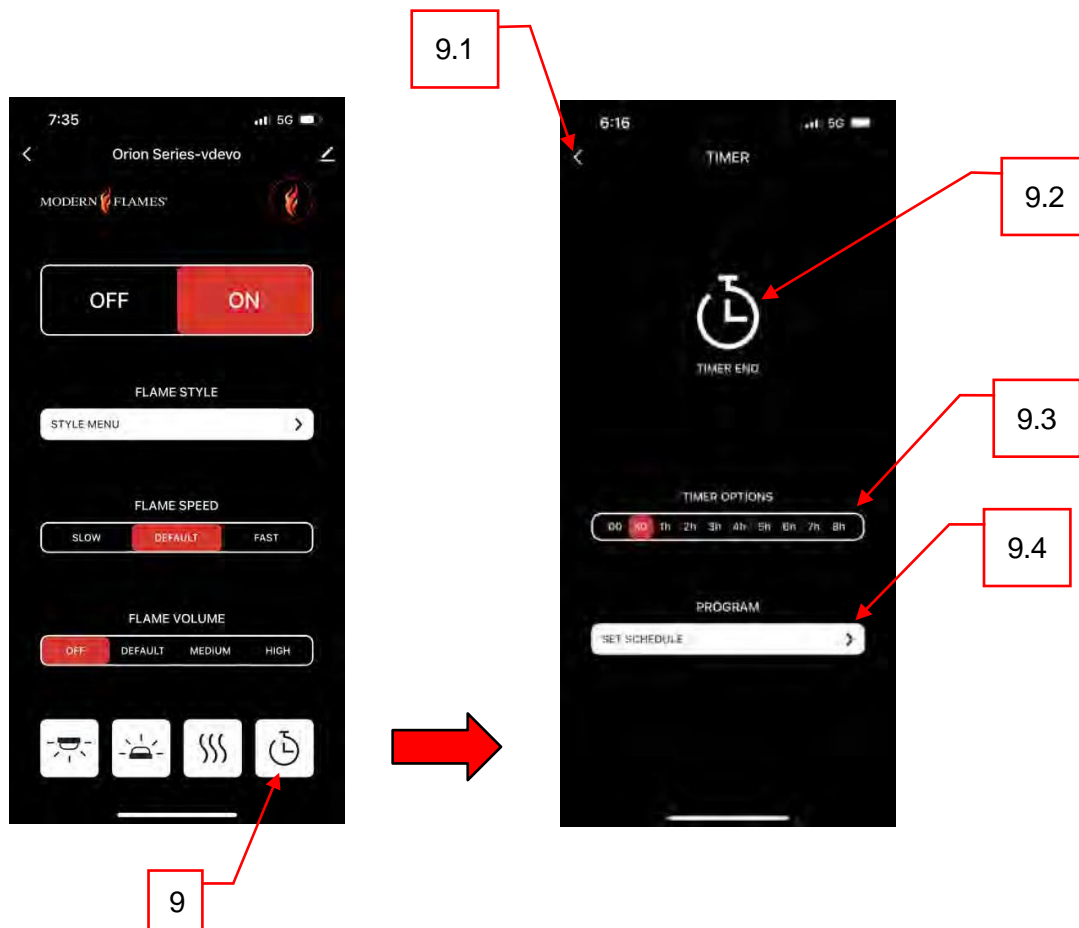 9.1
7:35 5G
Orion Series-vdevo
MODERN FLAMES®
OFF ON
FLAME STYLE
STYLE MENU
FLAME SPEED
SLOW DEFAULT FAST
FLAME VOLUME
OFF DEFAULT MEDIUM HIGH
9
6:16 5G
TIMER
9.2
TIMER END
9.3
TIMER OPTIONS
1h 2h 3h 4h 5h 6h 7h 8h
9.4
PROGRAM
SET SCHEDULE